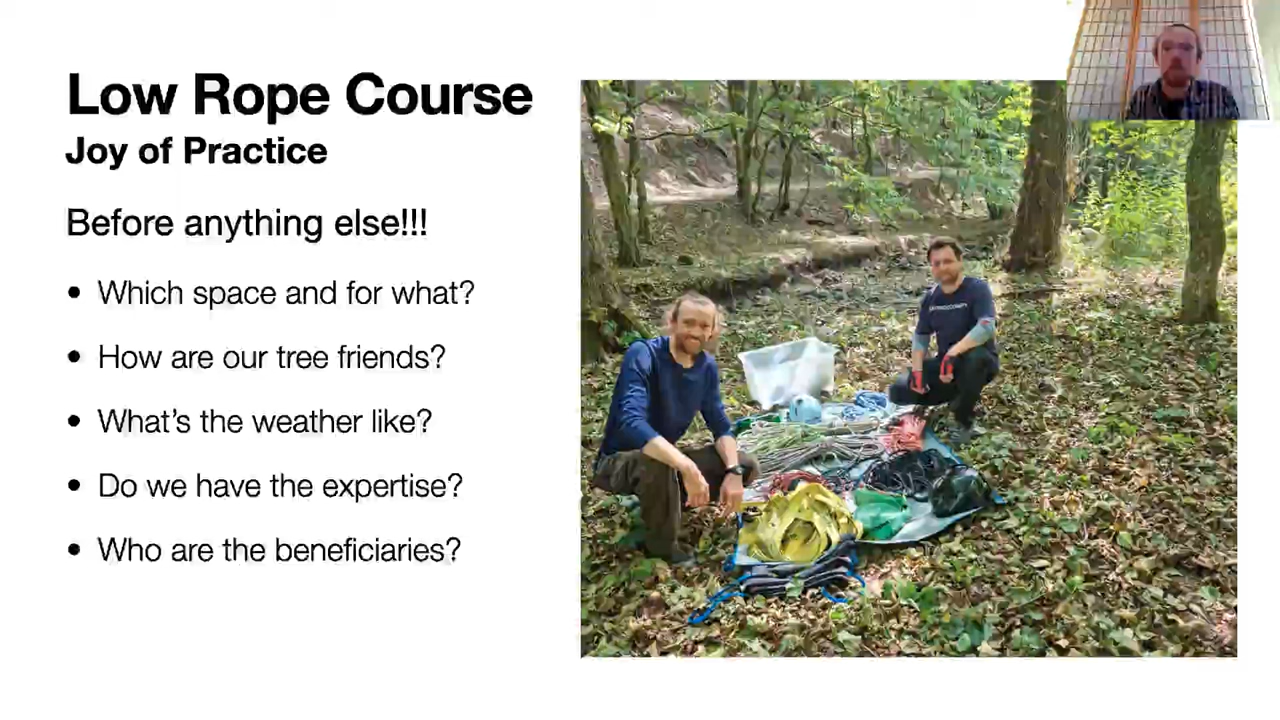 Low Rope Course
Joy of Practice
Before anything else!!!
• Which space and for what?
• How are our tree friends?
• What’s the weather like?
• Do we have the expertise?
• Who are the beneficiaries?